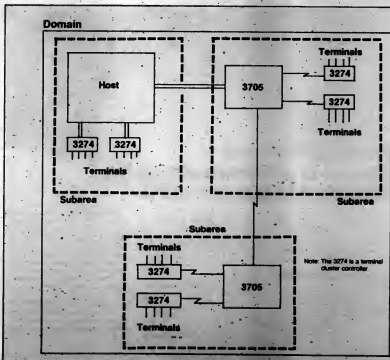 Domain
Host
3274
3274
Terminals
Subarea
3705
Terminals
3274
3274
Terminals
Subarea
Subarea
Terminals
3274
3274
Terminals
3705
Note: The 3274 is a terminal
cluster controller